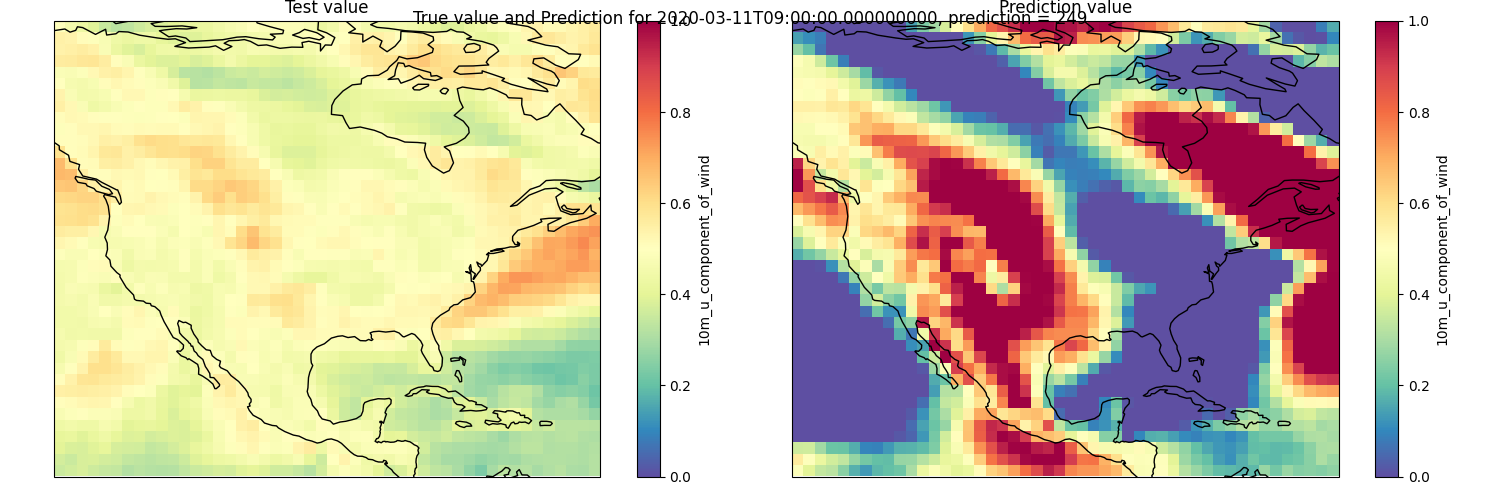 Test value
Prediction value
True value and Prediction for 2020-03-11T09:00:00.000000000, prediction = 249
1.0
0.8
0.6
0.4
0.2
0.0
10m_u_component_of_wind
1.0
0.8
0.6
0.4
0.2
0.0
10m_u_component_of_wind